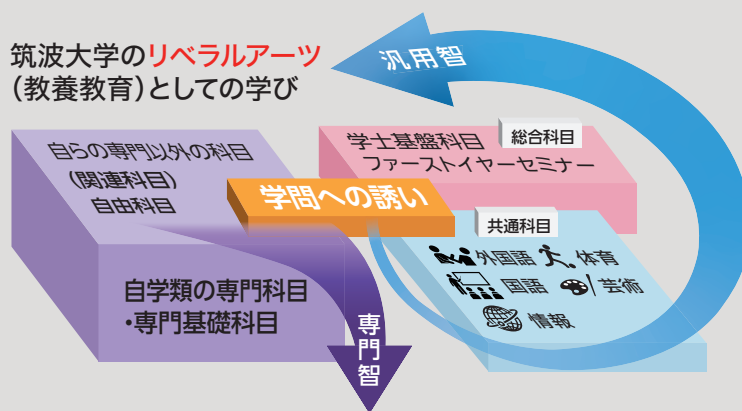 筑波大学のリベラルアーツ
（教養教育）としての学び
汎用智
自らの専門以外の科目
（関連科目）
自由科目
学士基盤科目
総合科目
ファーストイヤーセミナー
学問への誘い
共通科目
外国語
体育
国語
芸術
情報
自学類の専門科目
・専門基礎科目
専門智